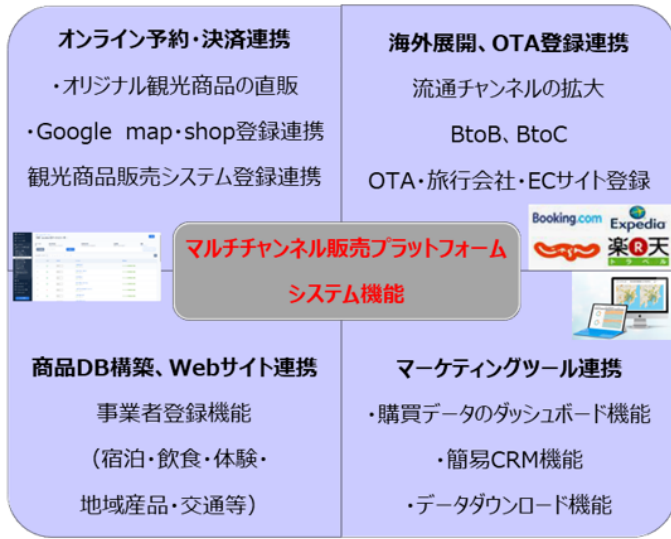 オンライン予約・決済連携
・オリジナル観光商品の直販
・Google map・shop登録連携
観光商品販売システム登録連携
海外展開、OTA登録連携
流通チャンネルの拡大
BtoB、BtoC
OTA・旅行会社・ECサイト登録
Booking.com
Expedia
楽R天
トラベル
マルチチャンネル販売プラットフォーム
システム機能
商品DB構築、Webサイト連携
事業者登録機能
（宿泊・飲食・体験・
地域産品・交通等）
マーケティングツール連携
・購買データのダッシュボード機能
・簡易CRM機能
・データダウンロード機能